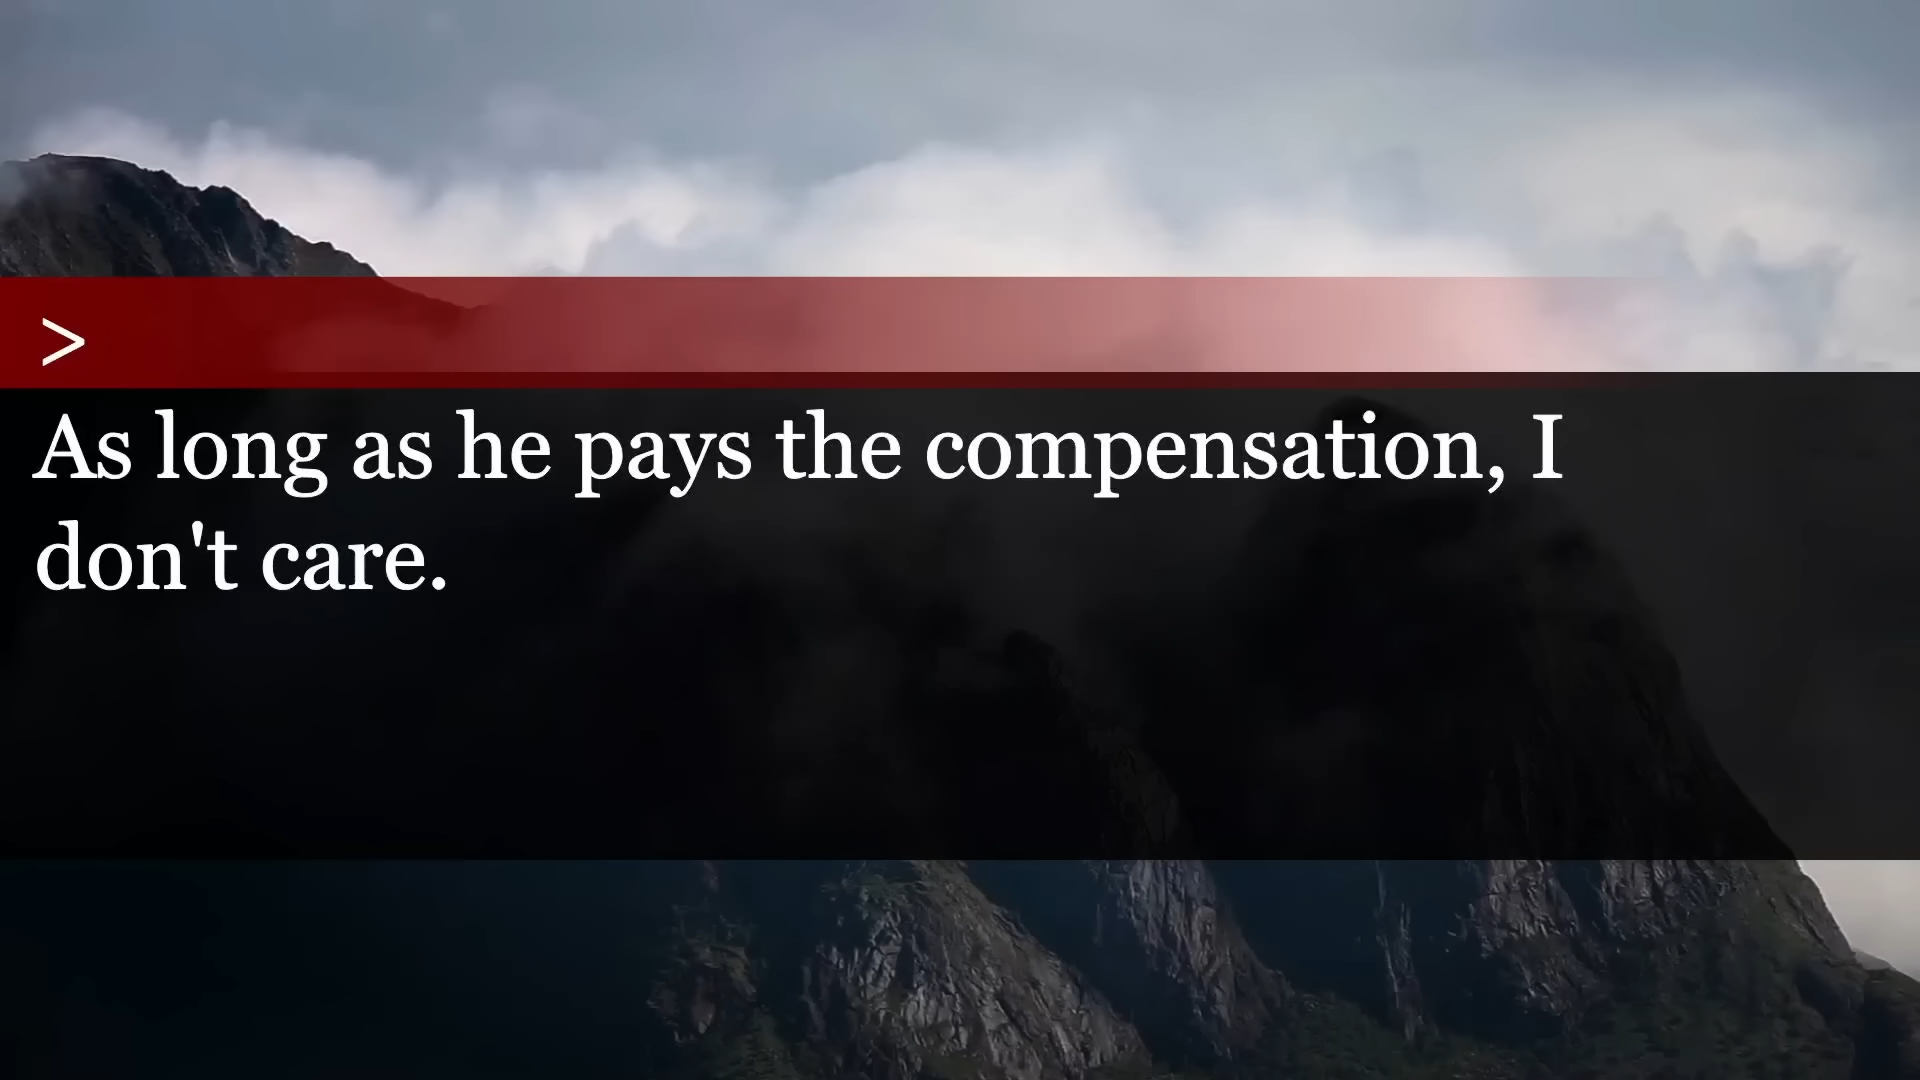 >
As long as he pays the compensation, I
don't care.